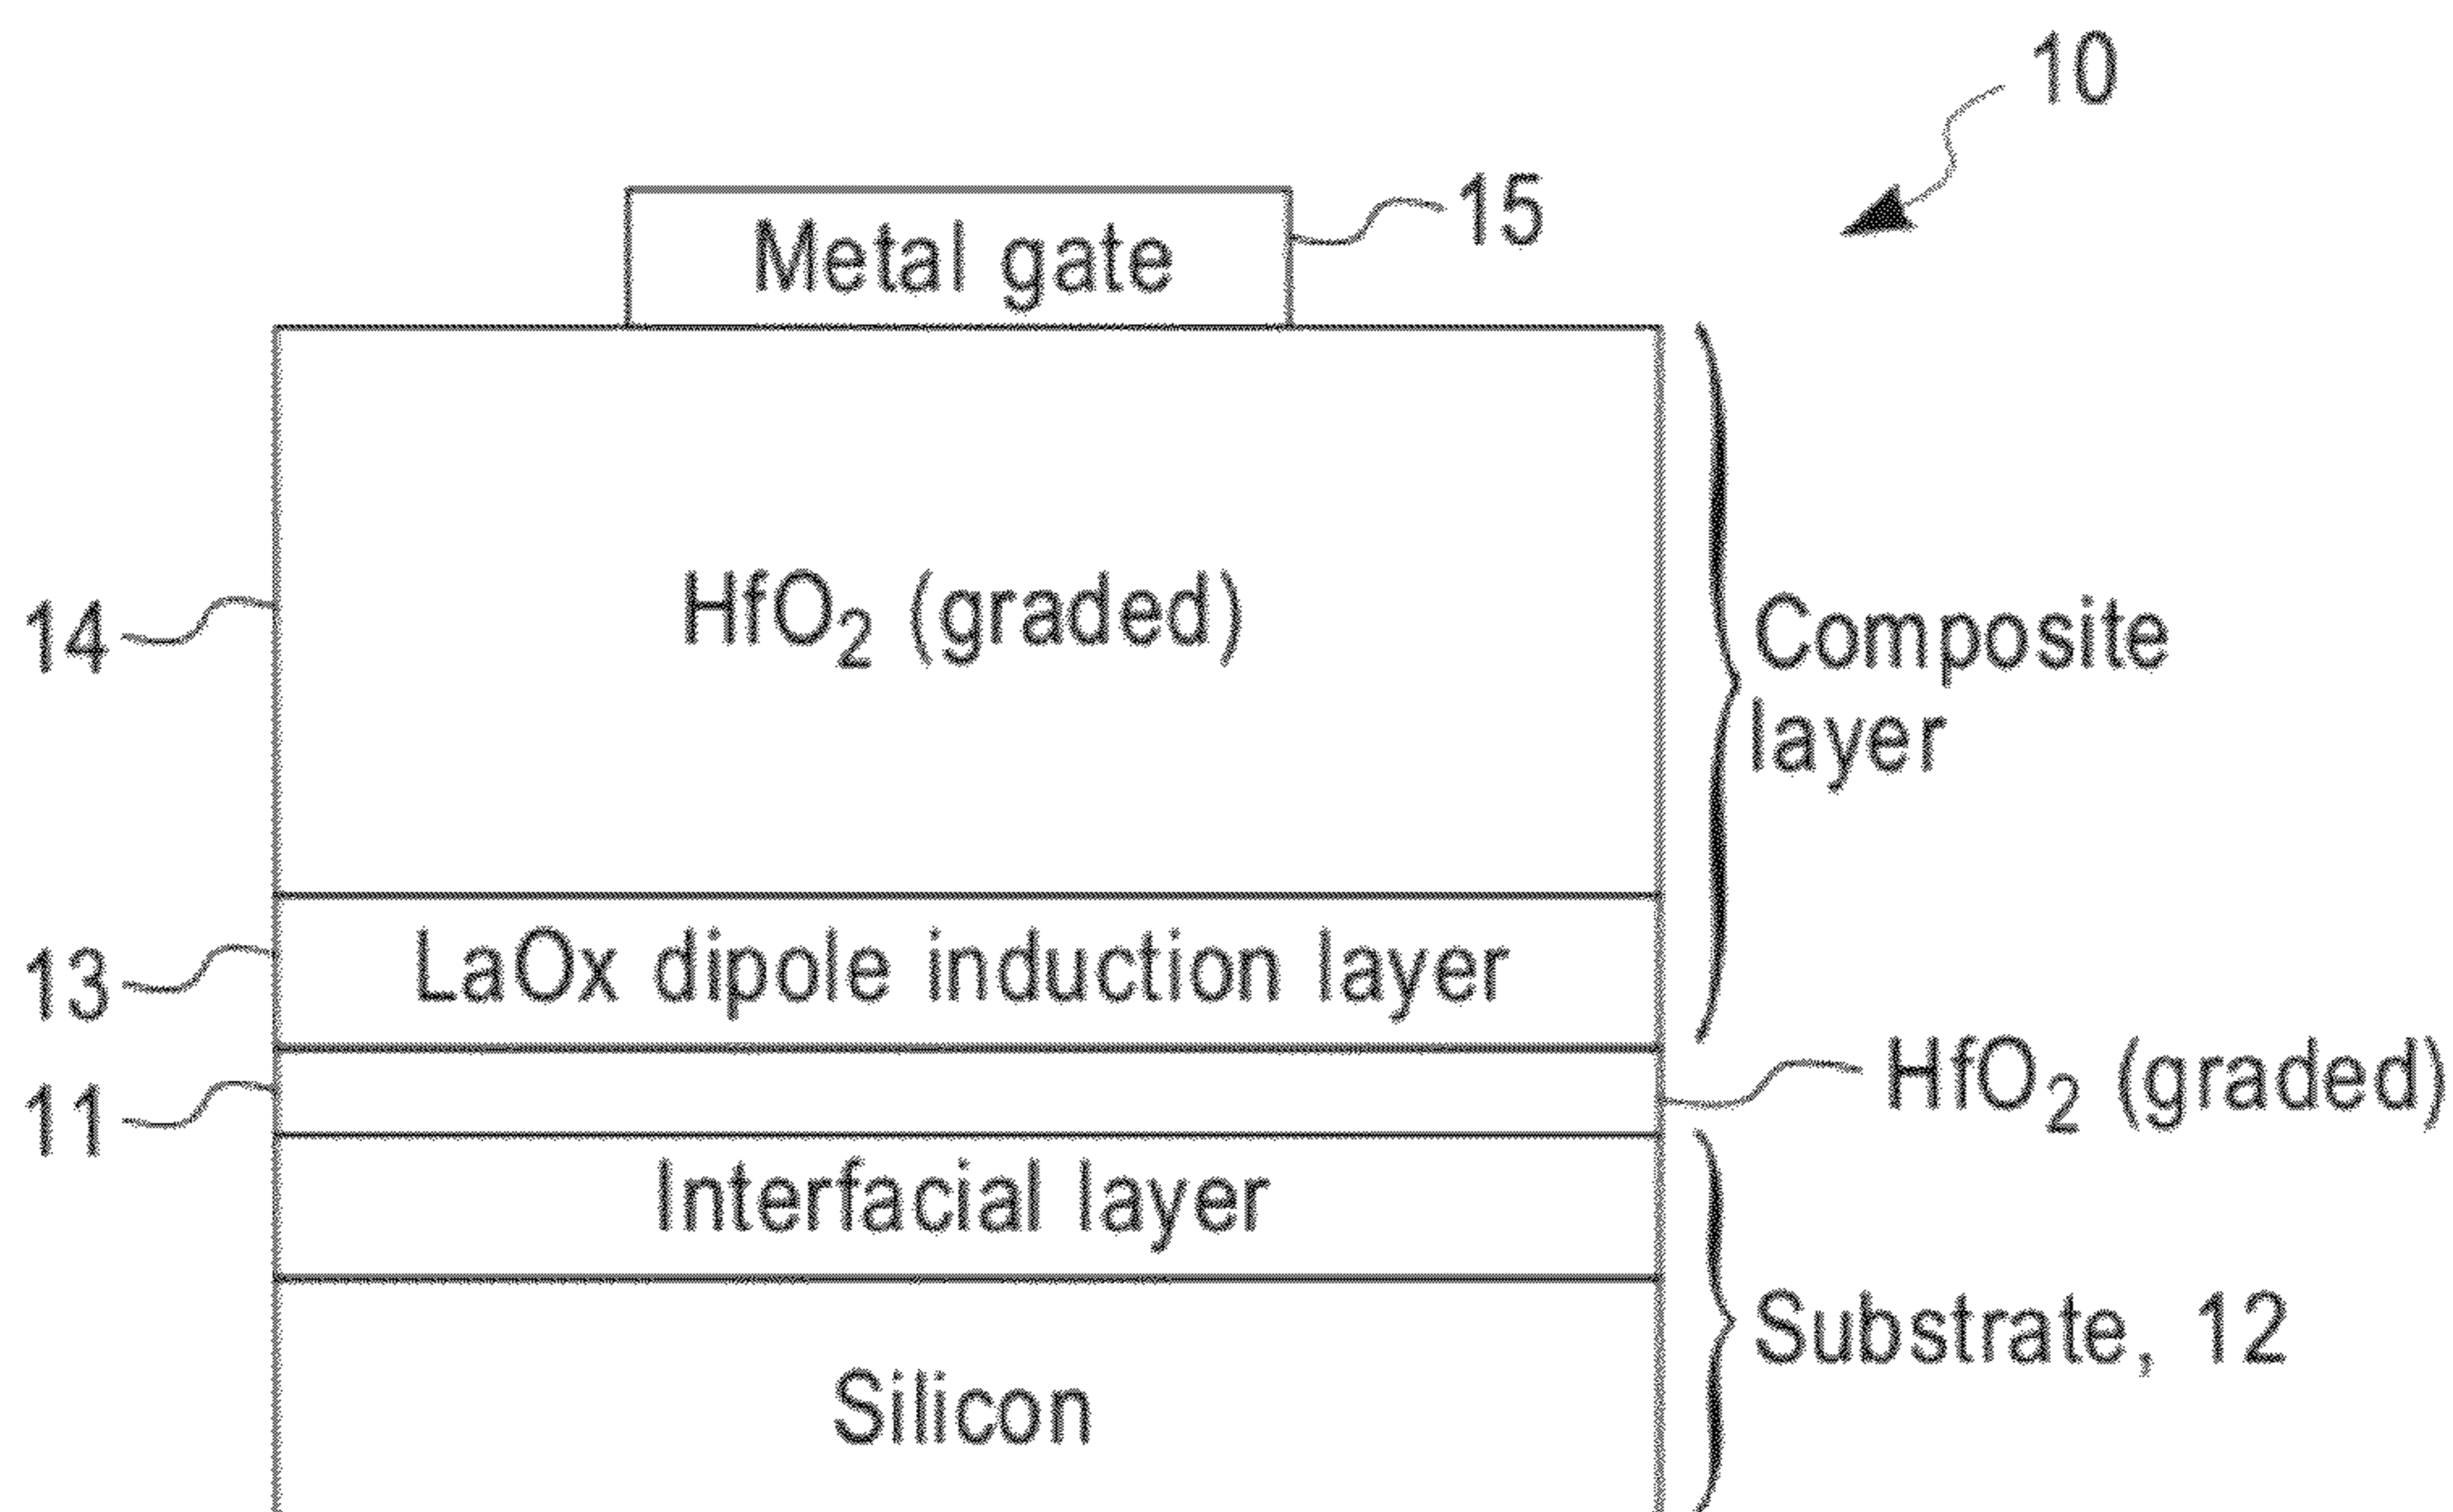 10
Metal gate
15
HfO₂ (graded)
14
Composite
layer
LaOx dipole induction layer
13
HfO₂ (graded)
11
Interfacial layer
Substrate, 12
Silicon